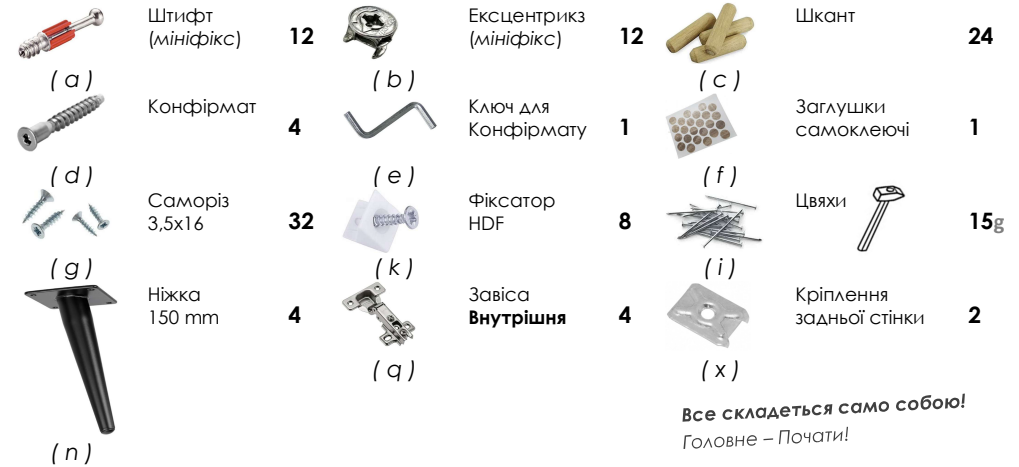 Штифт
(мініфікс)
12
( a )
Ексцентрикз
(мініфікс)
12
( b )
Шкант
24
( c )
Конфірмат
4
( d )
Ключ для
Конфірмату
1
( e )
Заглушки
самоклеючі
1
( f )
Саморіз
3,5x16
32
( g )
Фіксатор
HDF
8
( k )
Цвяхи
15g
( i )
Ніжка
150 mm
4
( n )
Завіса
Внутрішня
4
( q )
Кріплення
задньої стінки
2
( x )
Все складеться само собою!
Головне – Почати!